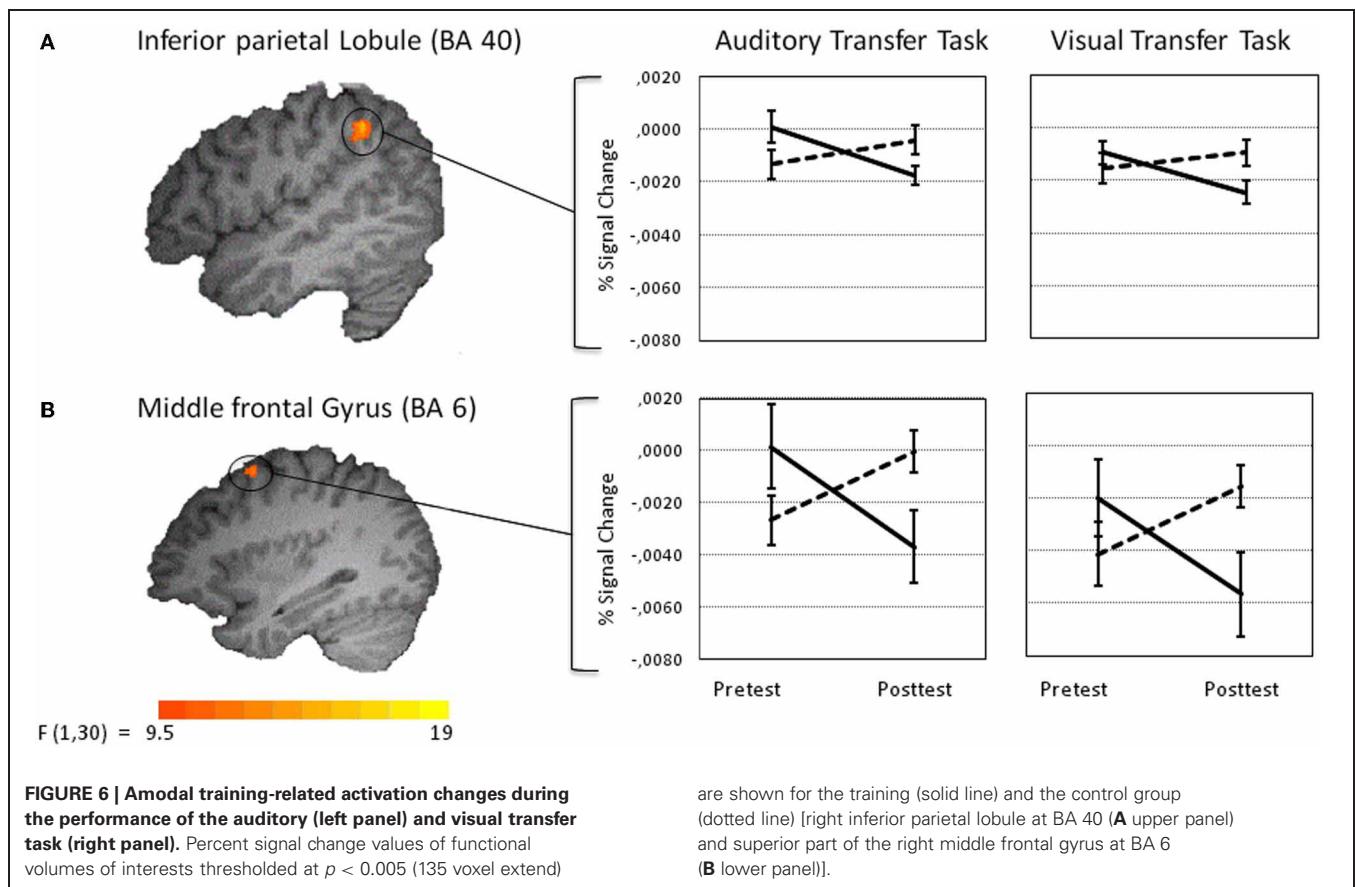 A
Inferior parietal Lobule (BA 40)
Auditory Transfer Task
Visual Transfer Task
% Signal Change
,0020
,0000
-,0020
-,0040
-,0060
-,0080
B
Middle frontal Gyrus (BA 6)
% Signal Change
,0020
,0000
-,0020
-,0040
-,0060
-,0080
Pretest
Posttest
Pretest
Posttest
F (1,30) = 9.5
19
FIGURE 6 | Amodal training-related activation changes during
the performance of the auditory (left panel) and visual transfer
task (right panel). Percent signal change values of functional
volumes of interests thresholded at p < 0.005 (135 voxel extend)
are shown for the training (solid line) and the control group
(dotted line) [right inferior parietal lobule at BA 40 (A upper panel)
and superior part of the right middle frontal gyrus at BA 6
(B lower panel)].